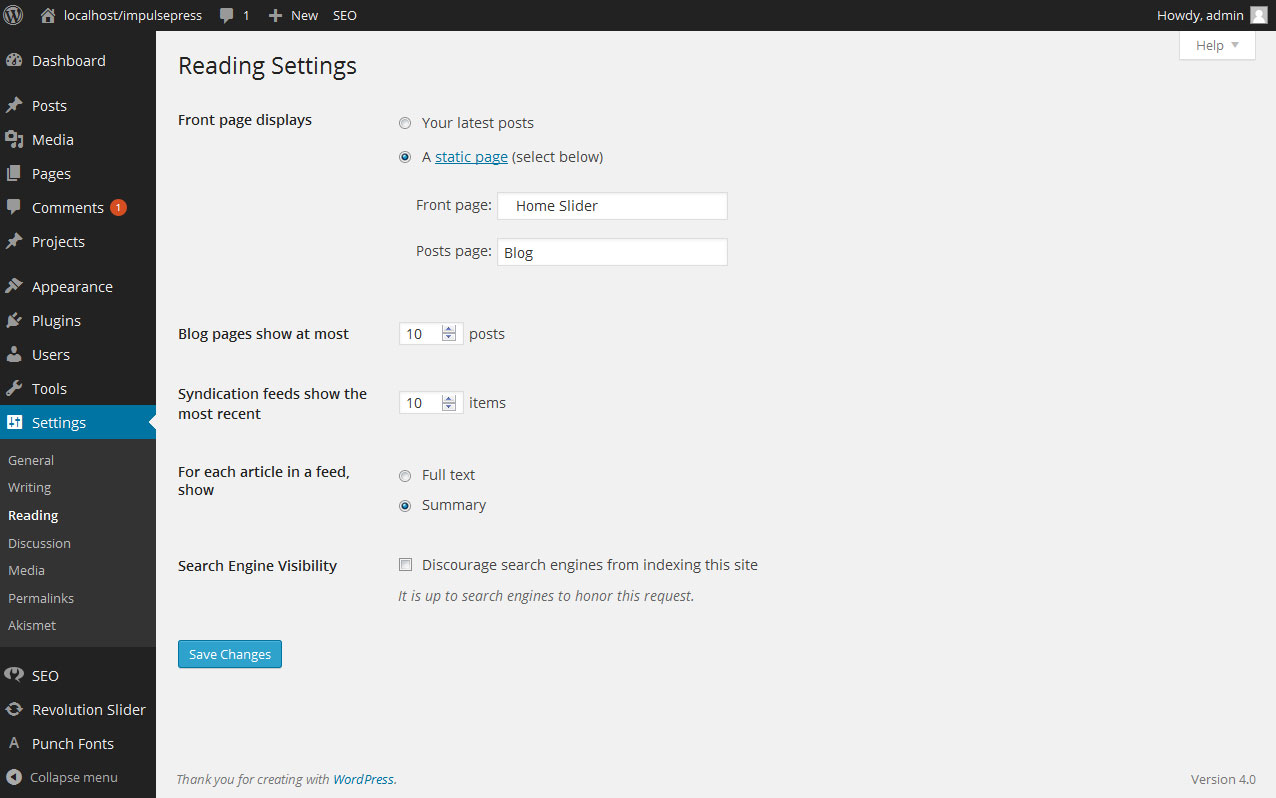 localhost/impulsepress 1 New SEO Howdy, admin
Help
Dashboard
Posts
Media
Pages
Comments 1
Projects
Appearance
Plugins
Users
Tools
Settings
General
Writing
Reading
Discussion
Media
Permalinks
Akismet
SEO
Revolution Slider
Punch Fonts
Collapse menu
Reading Settings
Front page displays
Your latest posts
A static page (select below)
Front page: Home Slider
Posts page: Blog
Blog pages show at most 10 posts
Syndication feeds show the
most recent
10 items
For each article in a feed,
show
Full text
Summary
Search Engine Visibility
Discourage search engines from indexing this site
It is up to search engines to honor this request.
Save Changes
Thank you for creating with WordPress.
Version 4.0